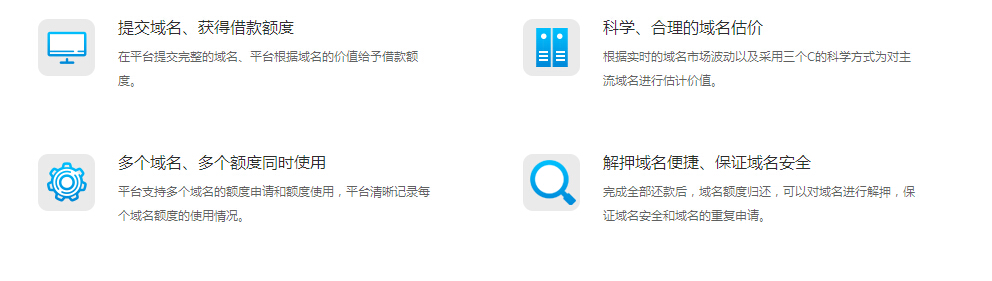 提交域名、获得借款额度
在平台提交完整的域名、平台根据域名的价值给予借款额
度。
科学、合理的域名估价
根据实时的域名市场波动以及采用三个C的科学方式为对主
流域名进行估计价值。
多个域名、多个额度同时使用
平台支持多个域名的额度申请和额度使用，平台清晰记录每
个域名额度的使用情况。
解押域名便捷、保证域名安全
完成全部还款后，域名额度归还，可以对域名进行解押，保
证域名安全和域名的重复申请。